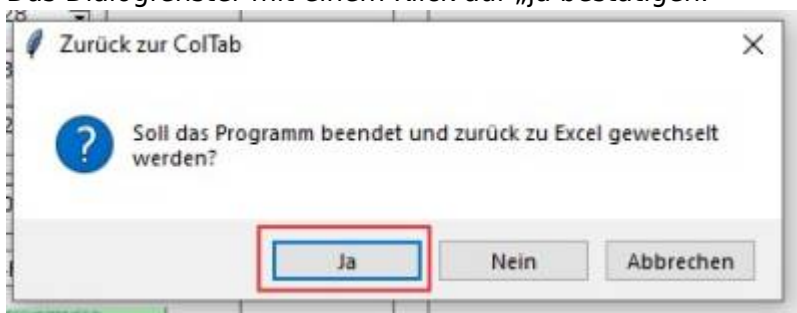 Das Dialogfenster mit einem Klick auf „Ja bestätigen.
28
Zurück zur ColTab
Soll das Programm beendet und zurück zu Excel gewechselt
werden?
Ja
Nein
Abbrechen